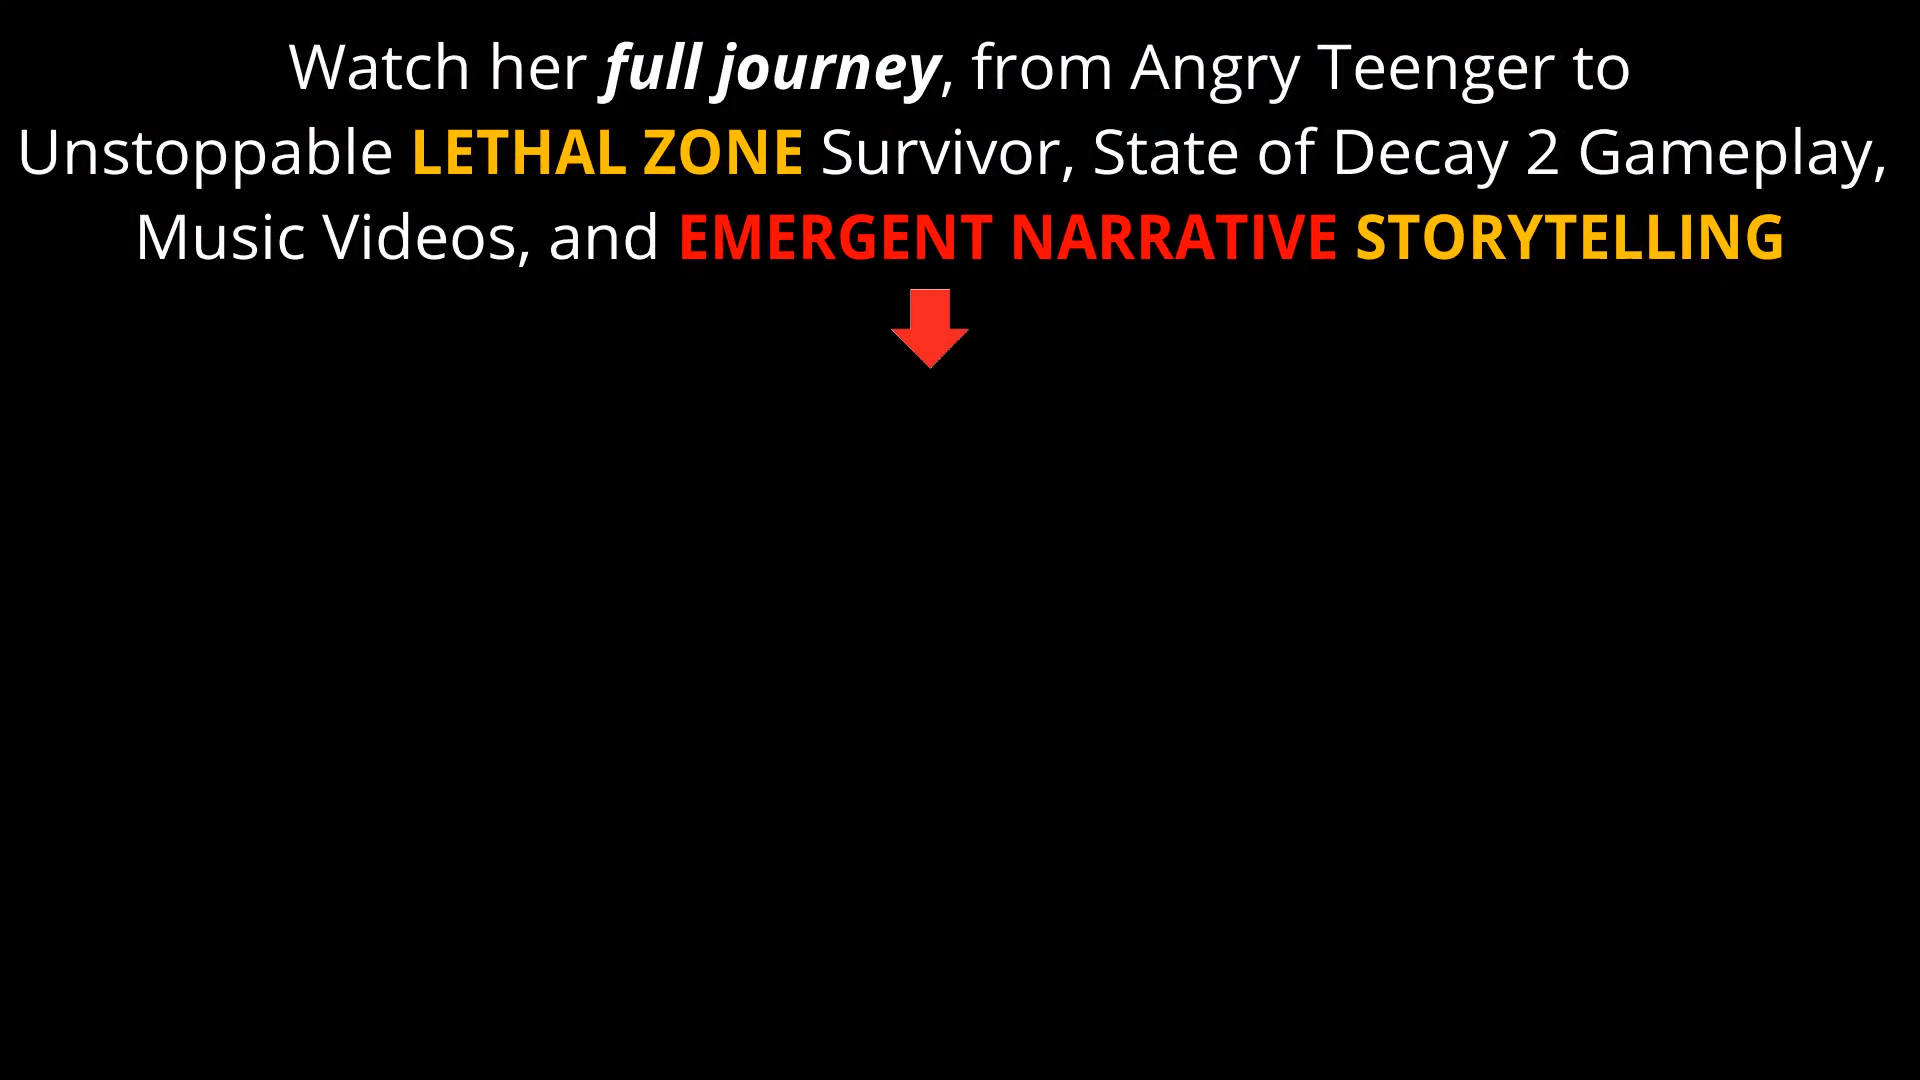 Watch her full journey, from Angry Teenger to
Unstoppable LETHAL ZONE Survivor, State of Decay 2 Gameplay,
Music Videos, and EMERGENT NARRATIVE STORYTELLING